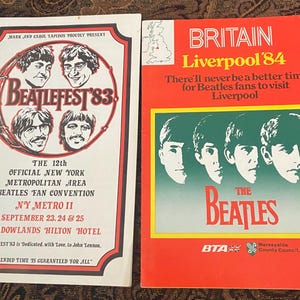 MARK AND CAROL LAPIDOS PROUDLY PRESENT
BEATLEFEST '83
THE 12th
OFFICIAL NEW YORK
METROPOLITAN AREA
BEATLES FAN CONVENTION
NY METRO II
SEPTEMBER 23, 24 & 25
DOWLANDS HILTON HOTEL
EST '83 is Dedicated, with Love, to John Lennon.
ENDED TIME IS GUARANTEED FOR ALL"
BRITAIN
Liverpool '84
There'll never be a better tim
for Beatles fans to visit
Liverpool
THE
BEATLES
BTA
Merseyside
County Council